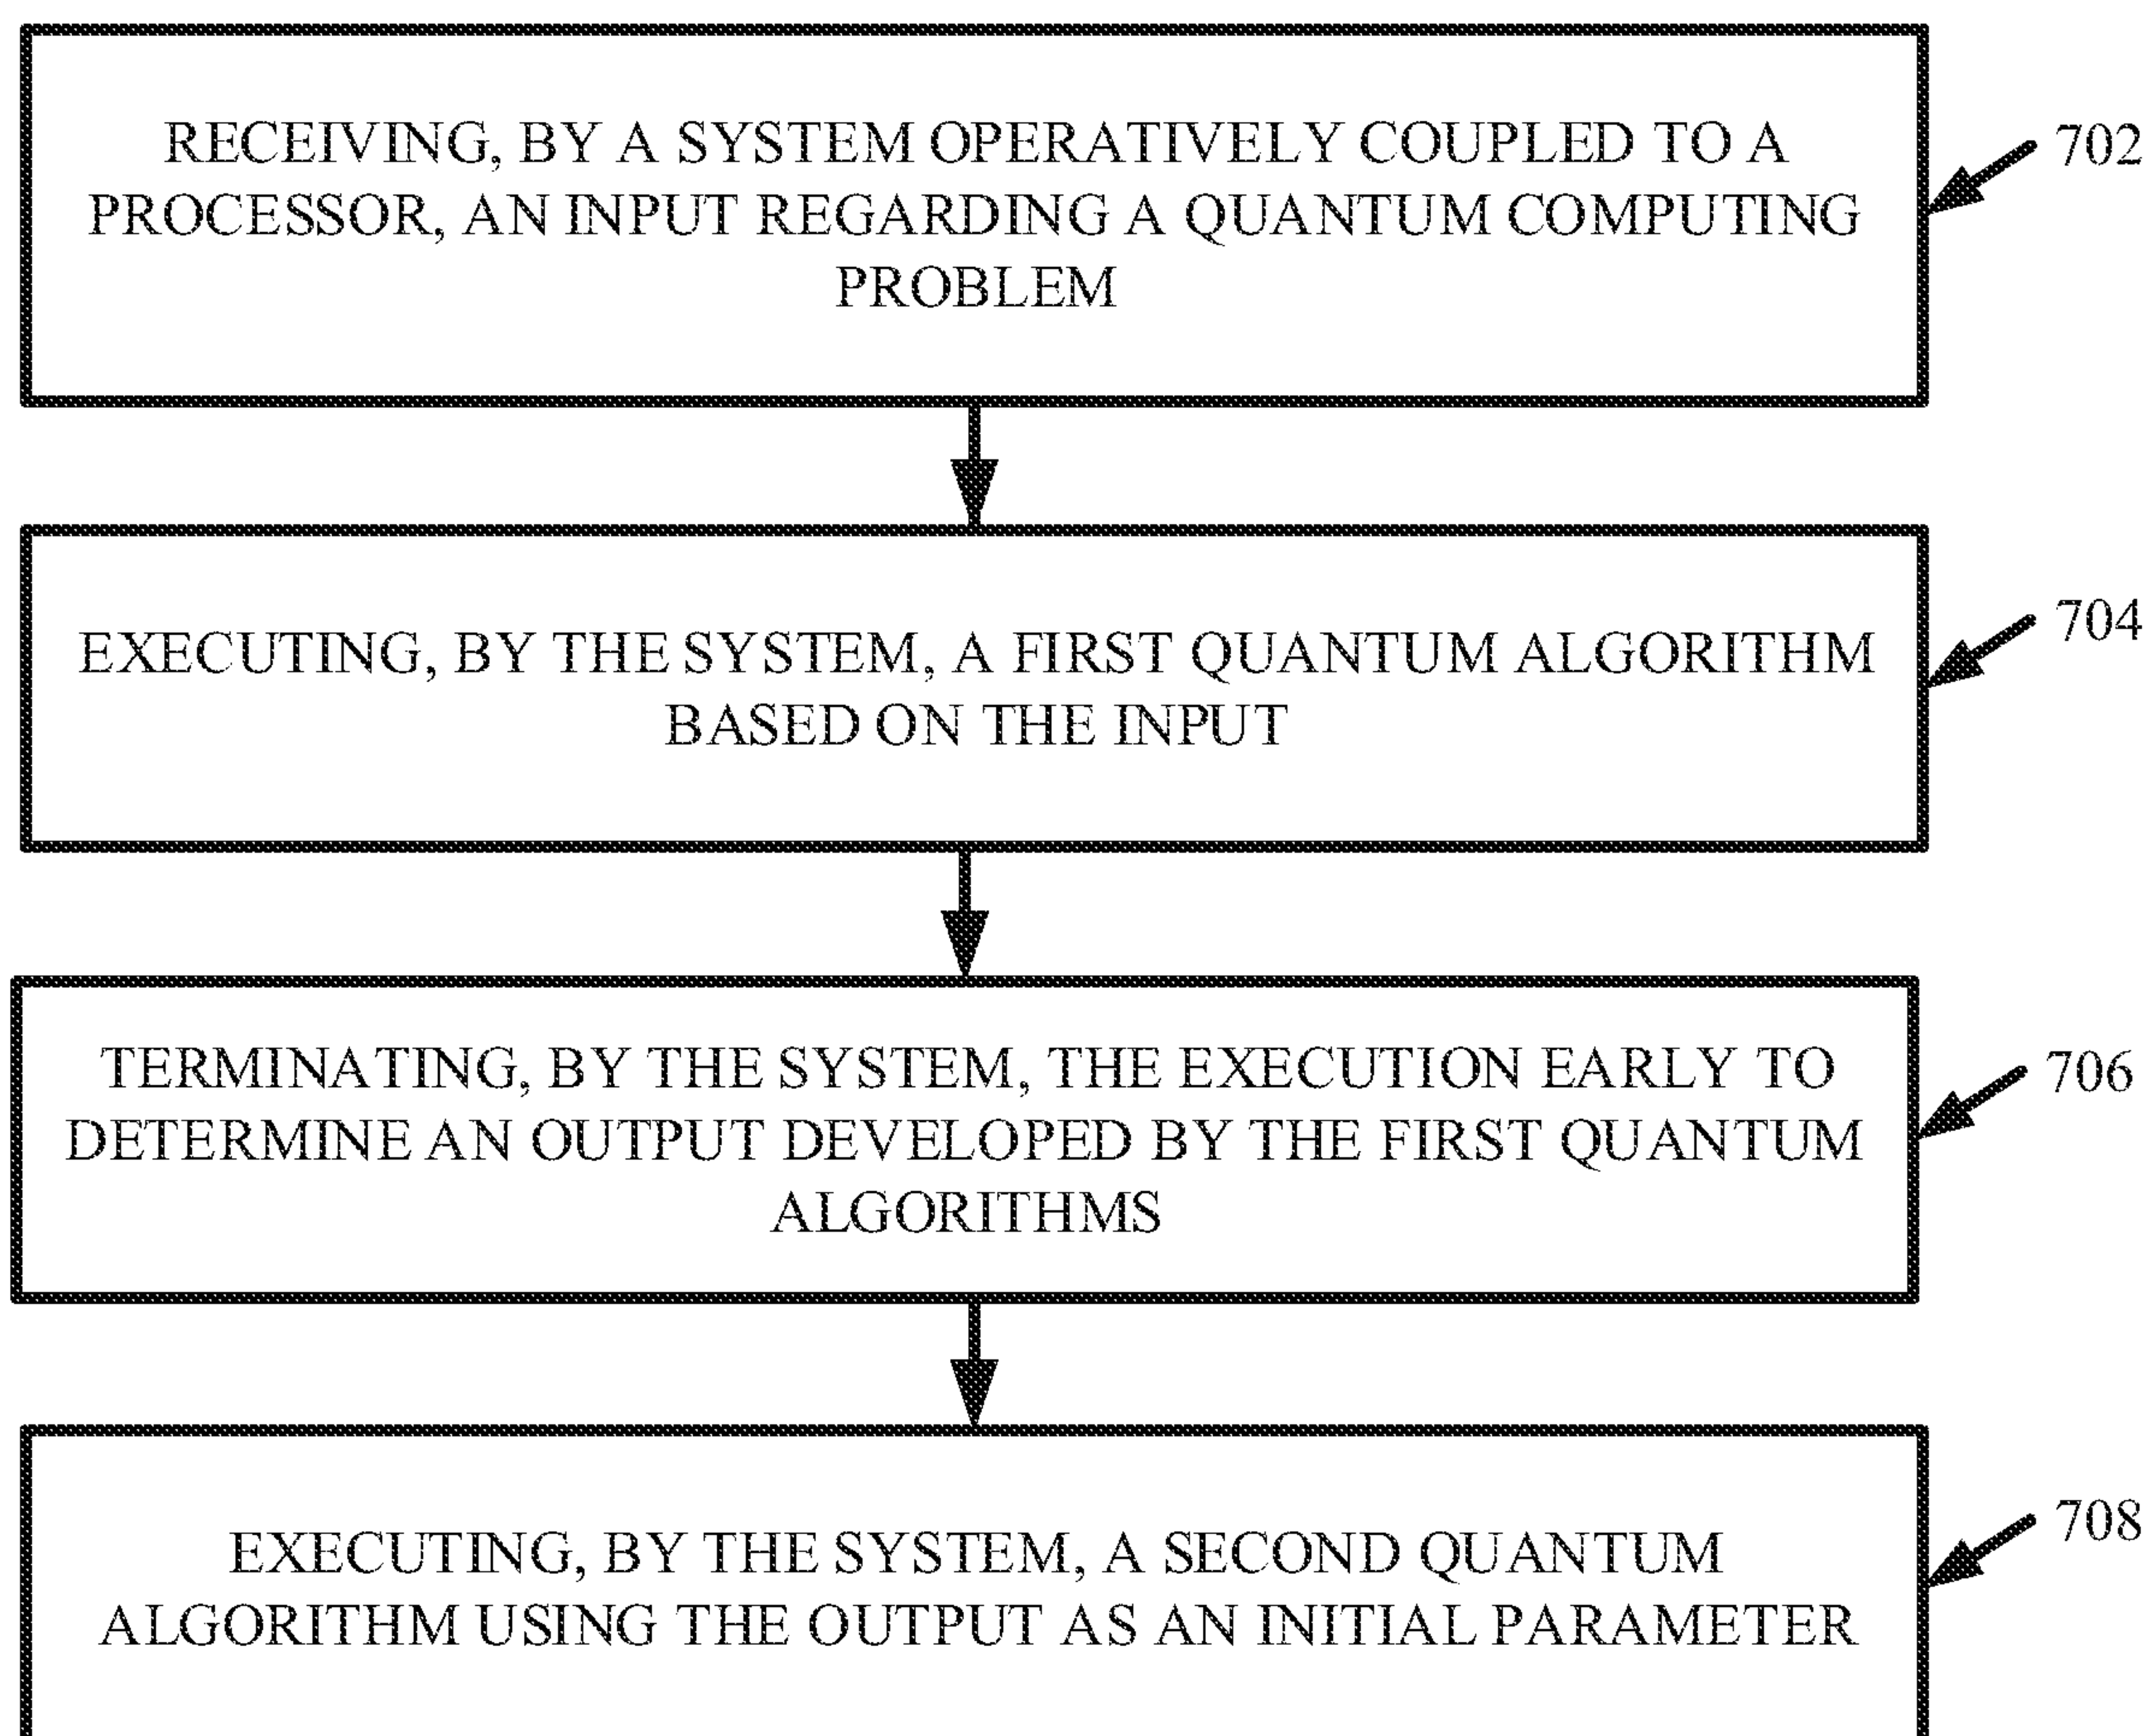 RECEIVING, BY A SYSTEM OPERATIVELY COUPLED TO A
PROCESSOR, AN INPUT REGARDING A QUANTUM COMPUTING
PROBLEM
702
EXECUTING, BY THE SYSTEM, A FIRST QUANTUM ALGORITHM
BASED ON THE INPUT
704
TERMINATING, BY THE SYSTEM, THE EXECUTION EARLY TO
DETERMINE AN OUTPUT DEVELOPED BY THE FIRST QUANTUM
ALGORITHMS
706
EXECUTING, BY THE SYSTEM, A SECOND QUANTUM
ALGORITHM USING THE OUTPUT AS AN INITIAL PARAMETER
708